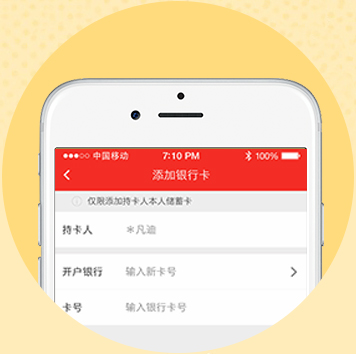 ●●●○○ 中国移动 7:10 PM 100%
添加银行卡
仅限添加持卡人本人储蓄卡
持卡人 *凡迪
开户银行 输入新卡号
卡号 输入银行卡号